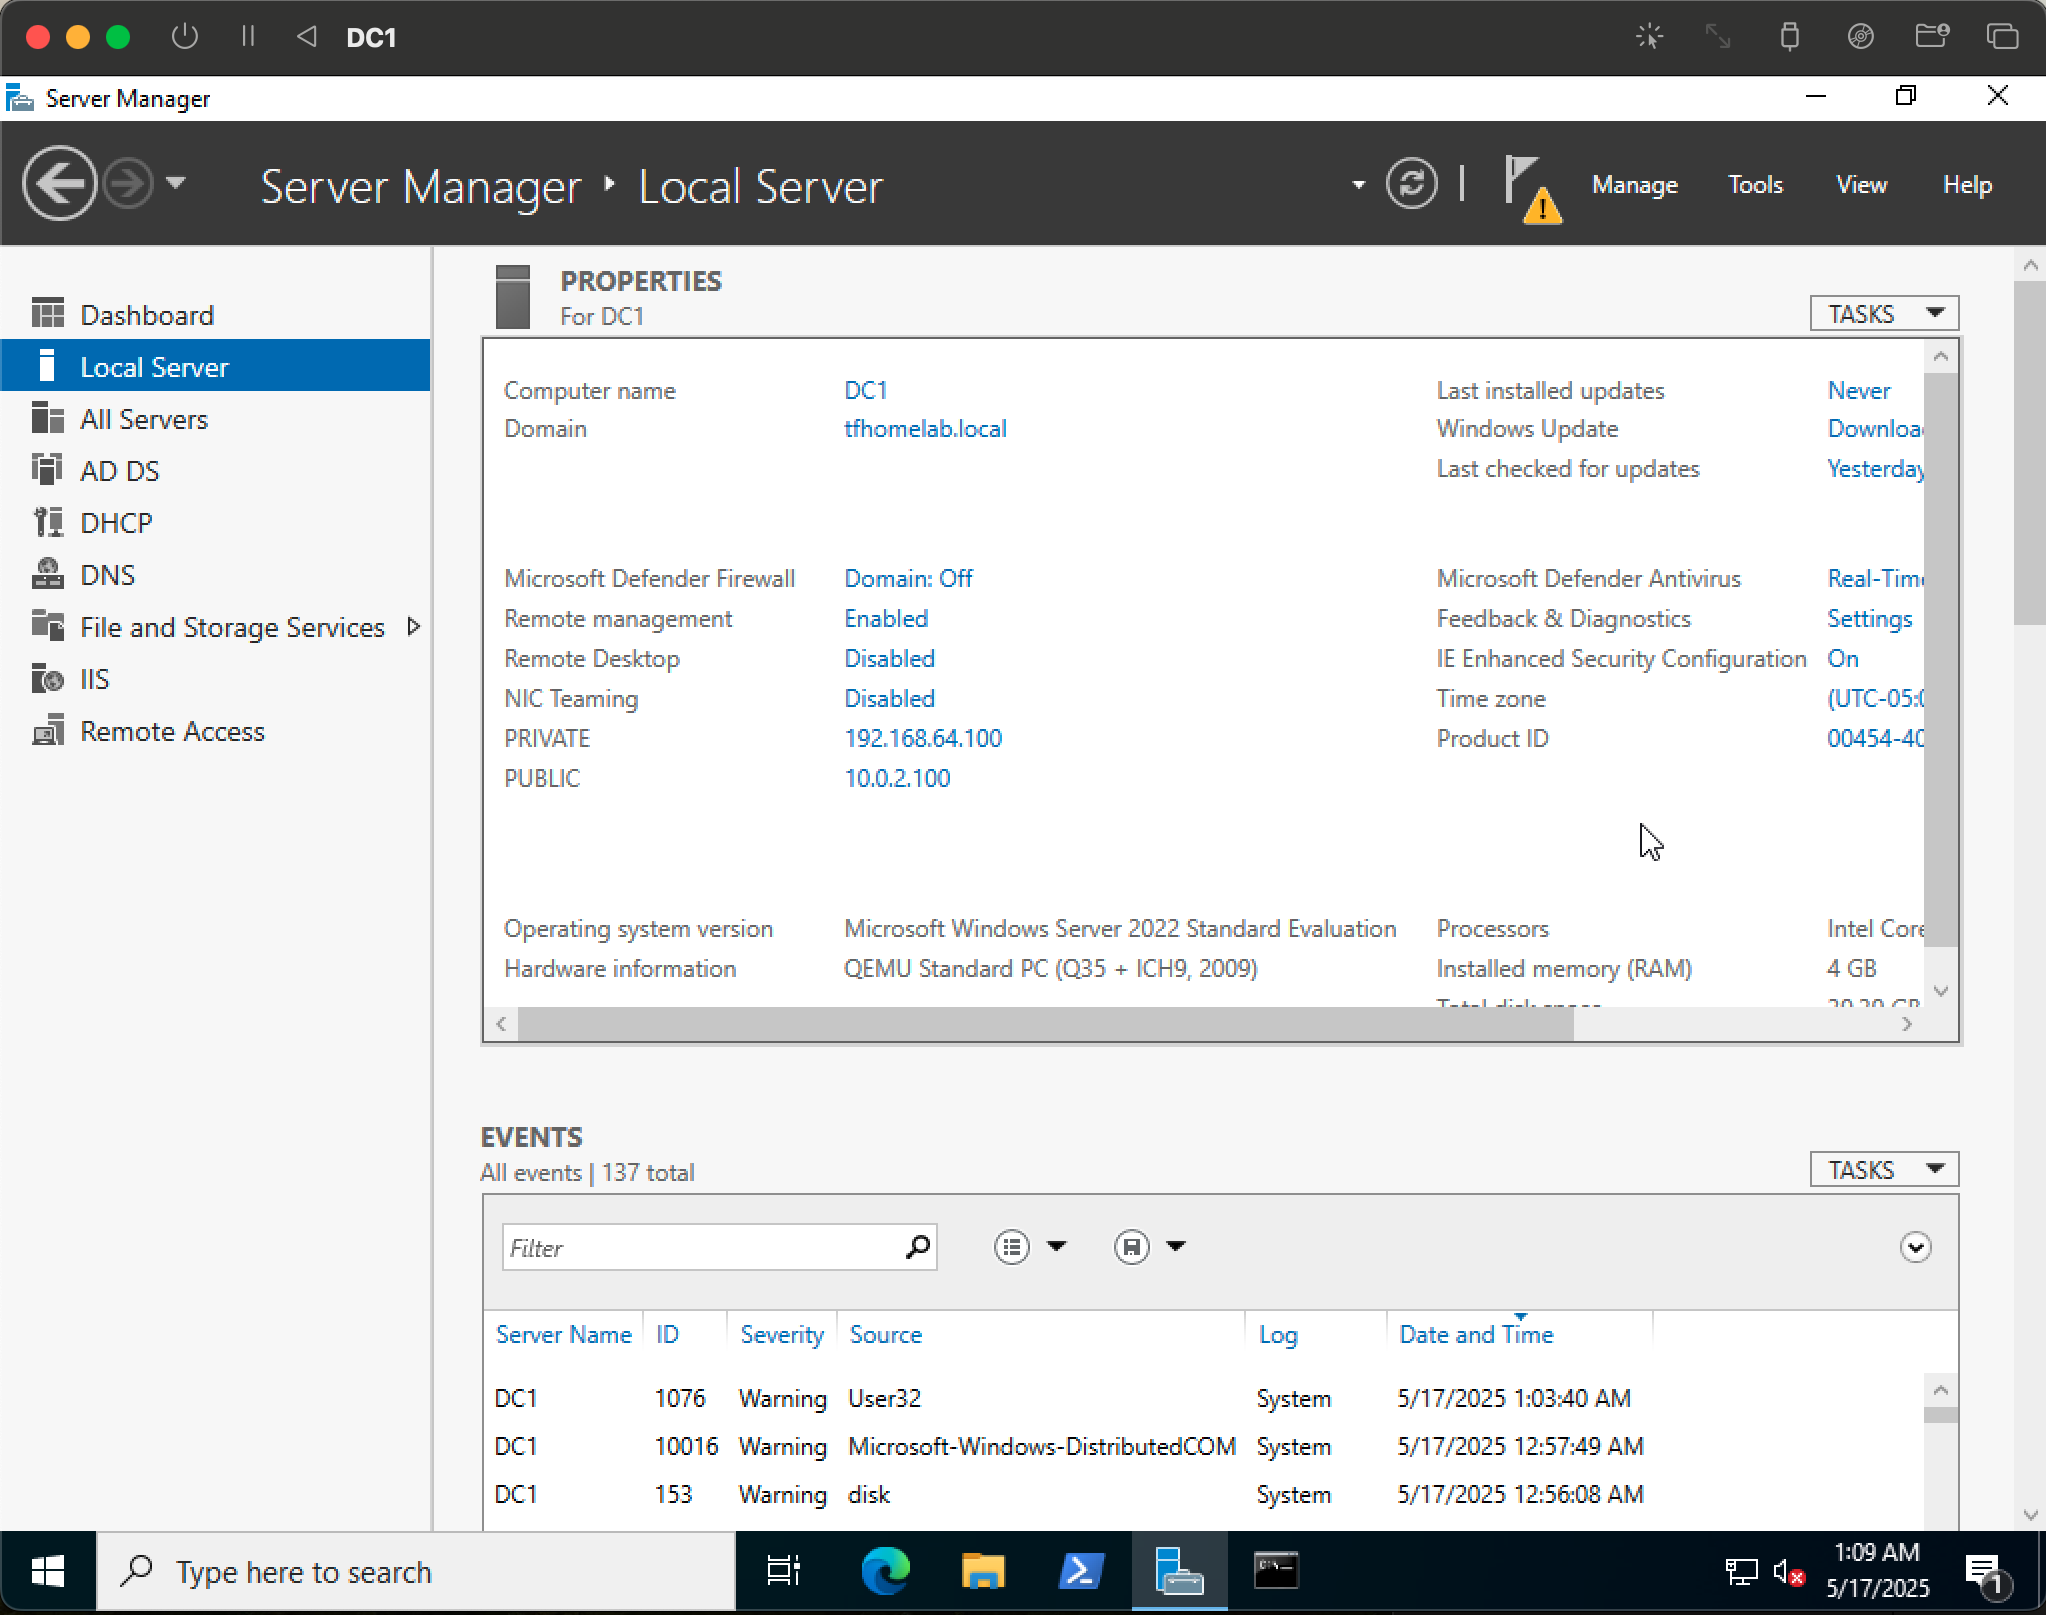 DC1
Server Manager
Server Manager ‣ Local Server
Manage Tools View Help
Dashboard
Local Server
All Servers
AD DS
DHCP
DNS
File and Storage Services
IIS
Remote Access
PROPERTIES
For DC1
TASKS
Computer name DC1 Last installed updates Never
Domain tfhomelab.local Windows Update Downloa
Last checked for updates Yesterday
Microsoft Defender Firewall Domain: Off Microsoft Defender Antivirus Real-Time
Remote management Enabled Feedback & Diagnostics Settings
Remote Desktop Disabled IE Enhanced Security Configuration On
NIC Teaming Disabled Time zone (UTC-05:0
PRIVATE 192.168.64.100 Product ID 00454-40
PUBLIC 10.0.2.100
Operating system version Microsoft Windows Server 2022 Standard Evaluation Processors Intel Core
Hardware information QEMU Standard PC (Q35 + ICH9, 2009) Installed memory (RAM) 4 GB
Total disk space
EVENTS
All events | 137 total
TASKS
Filter
Server Name ID Severity Source Log Date and Time
DC1 1076 Warning User32 System 5/17/2025 1:03:40 AM
DC1 10016 Warning Microsoft-Windows-DistributedCOM System 5/17/2025 12:57:49 AM
DC1 153 Warning disk System 5/17/2025 12:56:08 AM
Type here to search
1:09 AM
5/17/2025
1